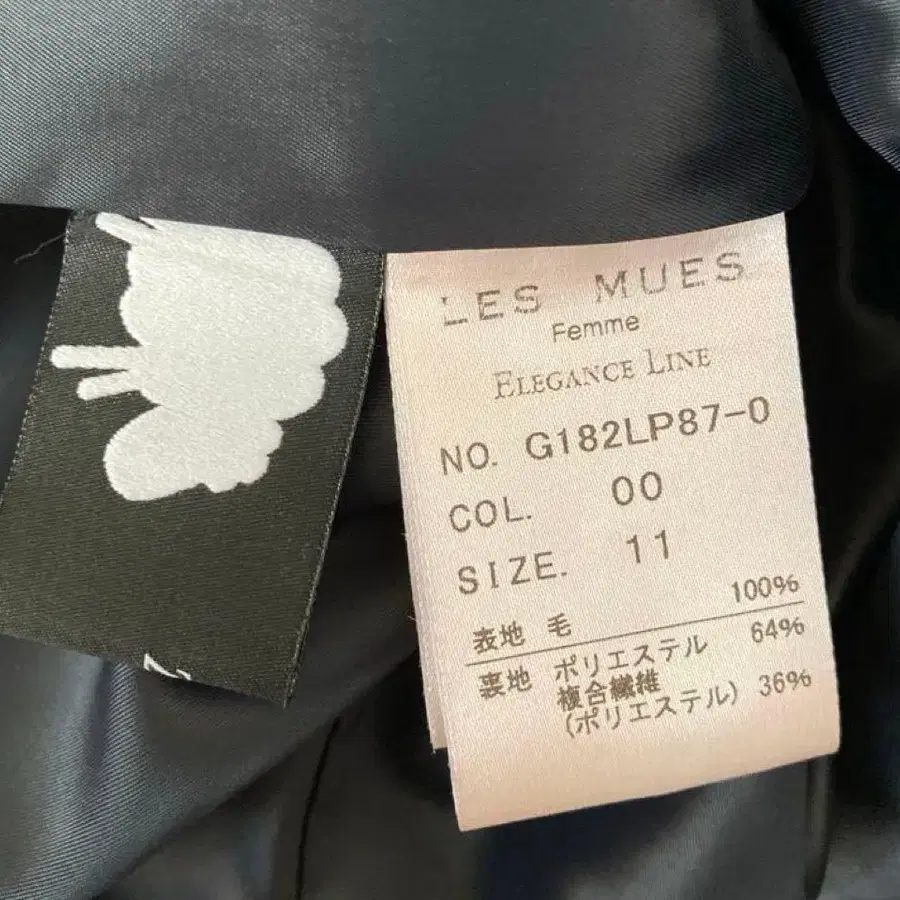 LES MUES
Femme
ELEGANCE LINE
NO. G182LP87-0
COL. 00
SIZE. 11
表地 毛 100%
裏地 ポリエステル 64%
複合繊維
(ポリエステル) 36%